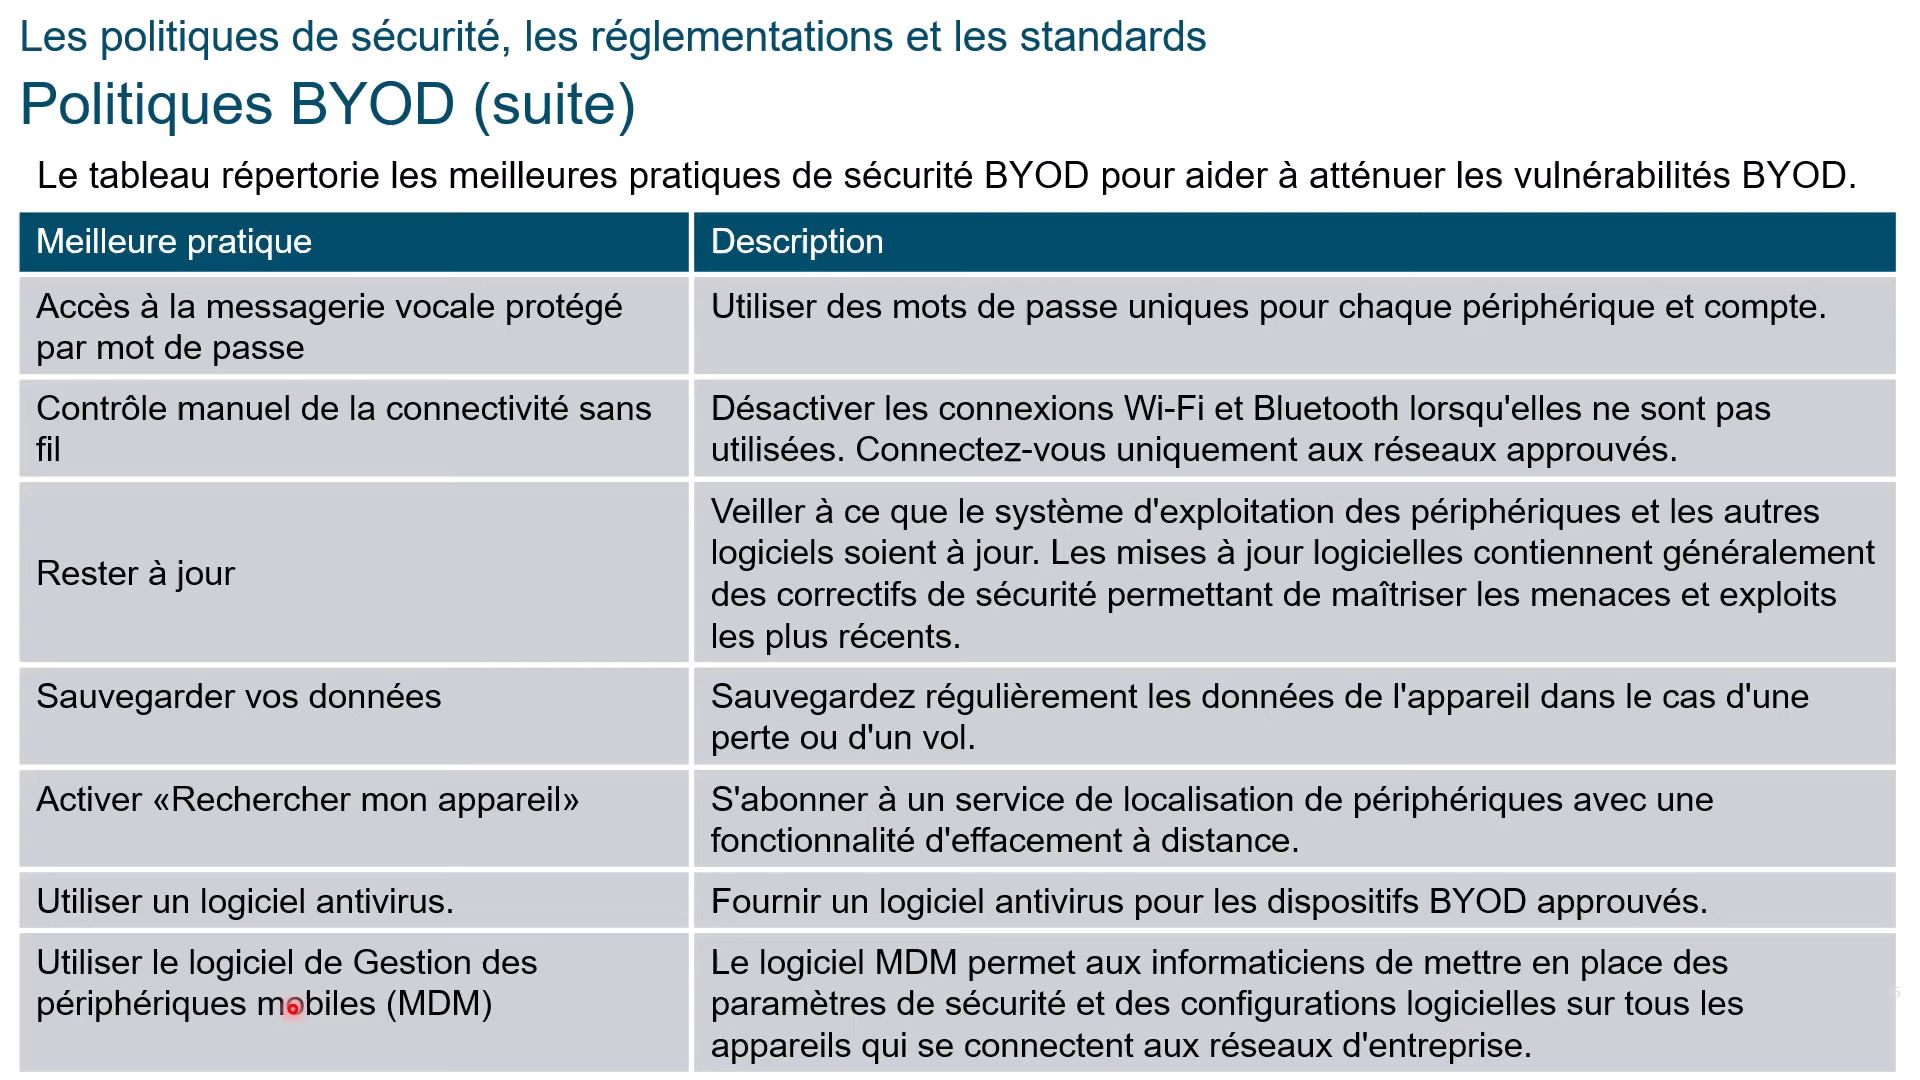 Les politiques de sécurité, les réglementations et les standards
Politiques BYOD (suite)
Le tableau répertorie les meilleures pratiques de sécurité BYOD pour aider à atténuer les vulnérabilités BYOD.
Meilleure pratique
Description
Accès à la messagerie vocale protégé
par mot de passe
Utiliser des mots de passe uniques pour chaque périphérique et compte.
Contrôle manuel de la connectivité sans
fil
Désactiver les connexions Wi-Fi et Bluetooth lorsqu'elles ne sont pas
utilisées. Connectez-vous uniquement aux réseaux approuvés.
Rester à jour
Veiller à ce que le système d'exploitation des périphériques et les autres
logiciels soient à jour. Les mises à jour logicielles contiennent généralement
des correctifs de sécurité permettant de maîtriser les menaces et exploits
les plus récents.
Sauvegarder vos données
Sauvegardez régulièrement les données de l'appareil dans le cas d'une
perte ou d'un vol.
Activer «Rechercher mon appareil»
S'abonner à un service de localisation de périphériques avec une
fonctionnalité d'effacement à distance.
Utiliser un logiciel antivirus.
Fournir un logiciel antivirus pour les dispositifs BYOD approuvés.
Utiliser le logiciel de Gestion des
périphériques mobiles (MDM)
Le logiciel MDM permet aux informaticiens de mettre en place des
paramètres de sécurité et des configurations logicielles sur tous les
appareils qui se connectent aux réseaux d'entreprise.